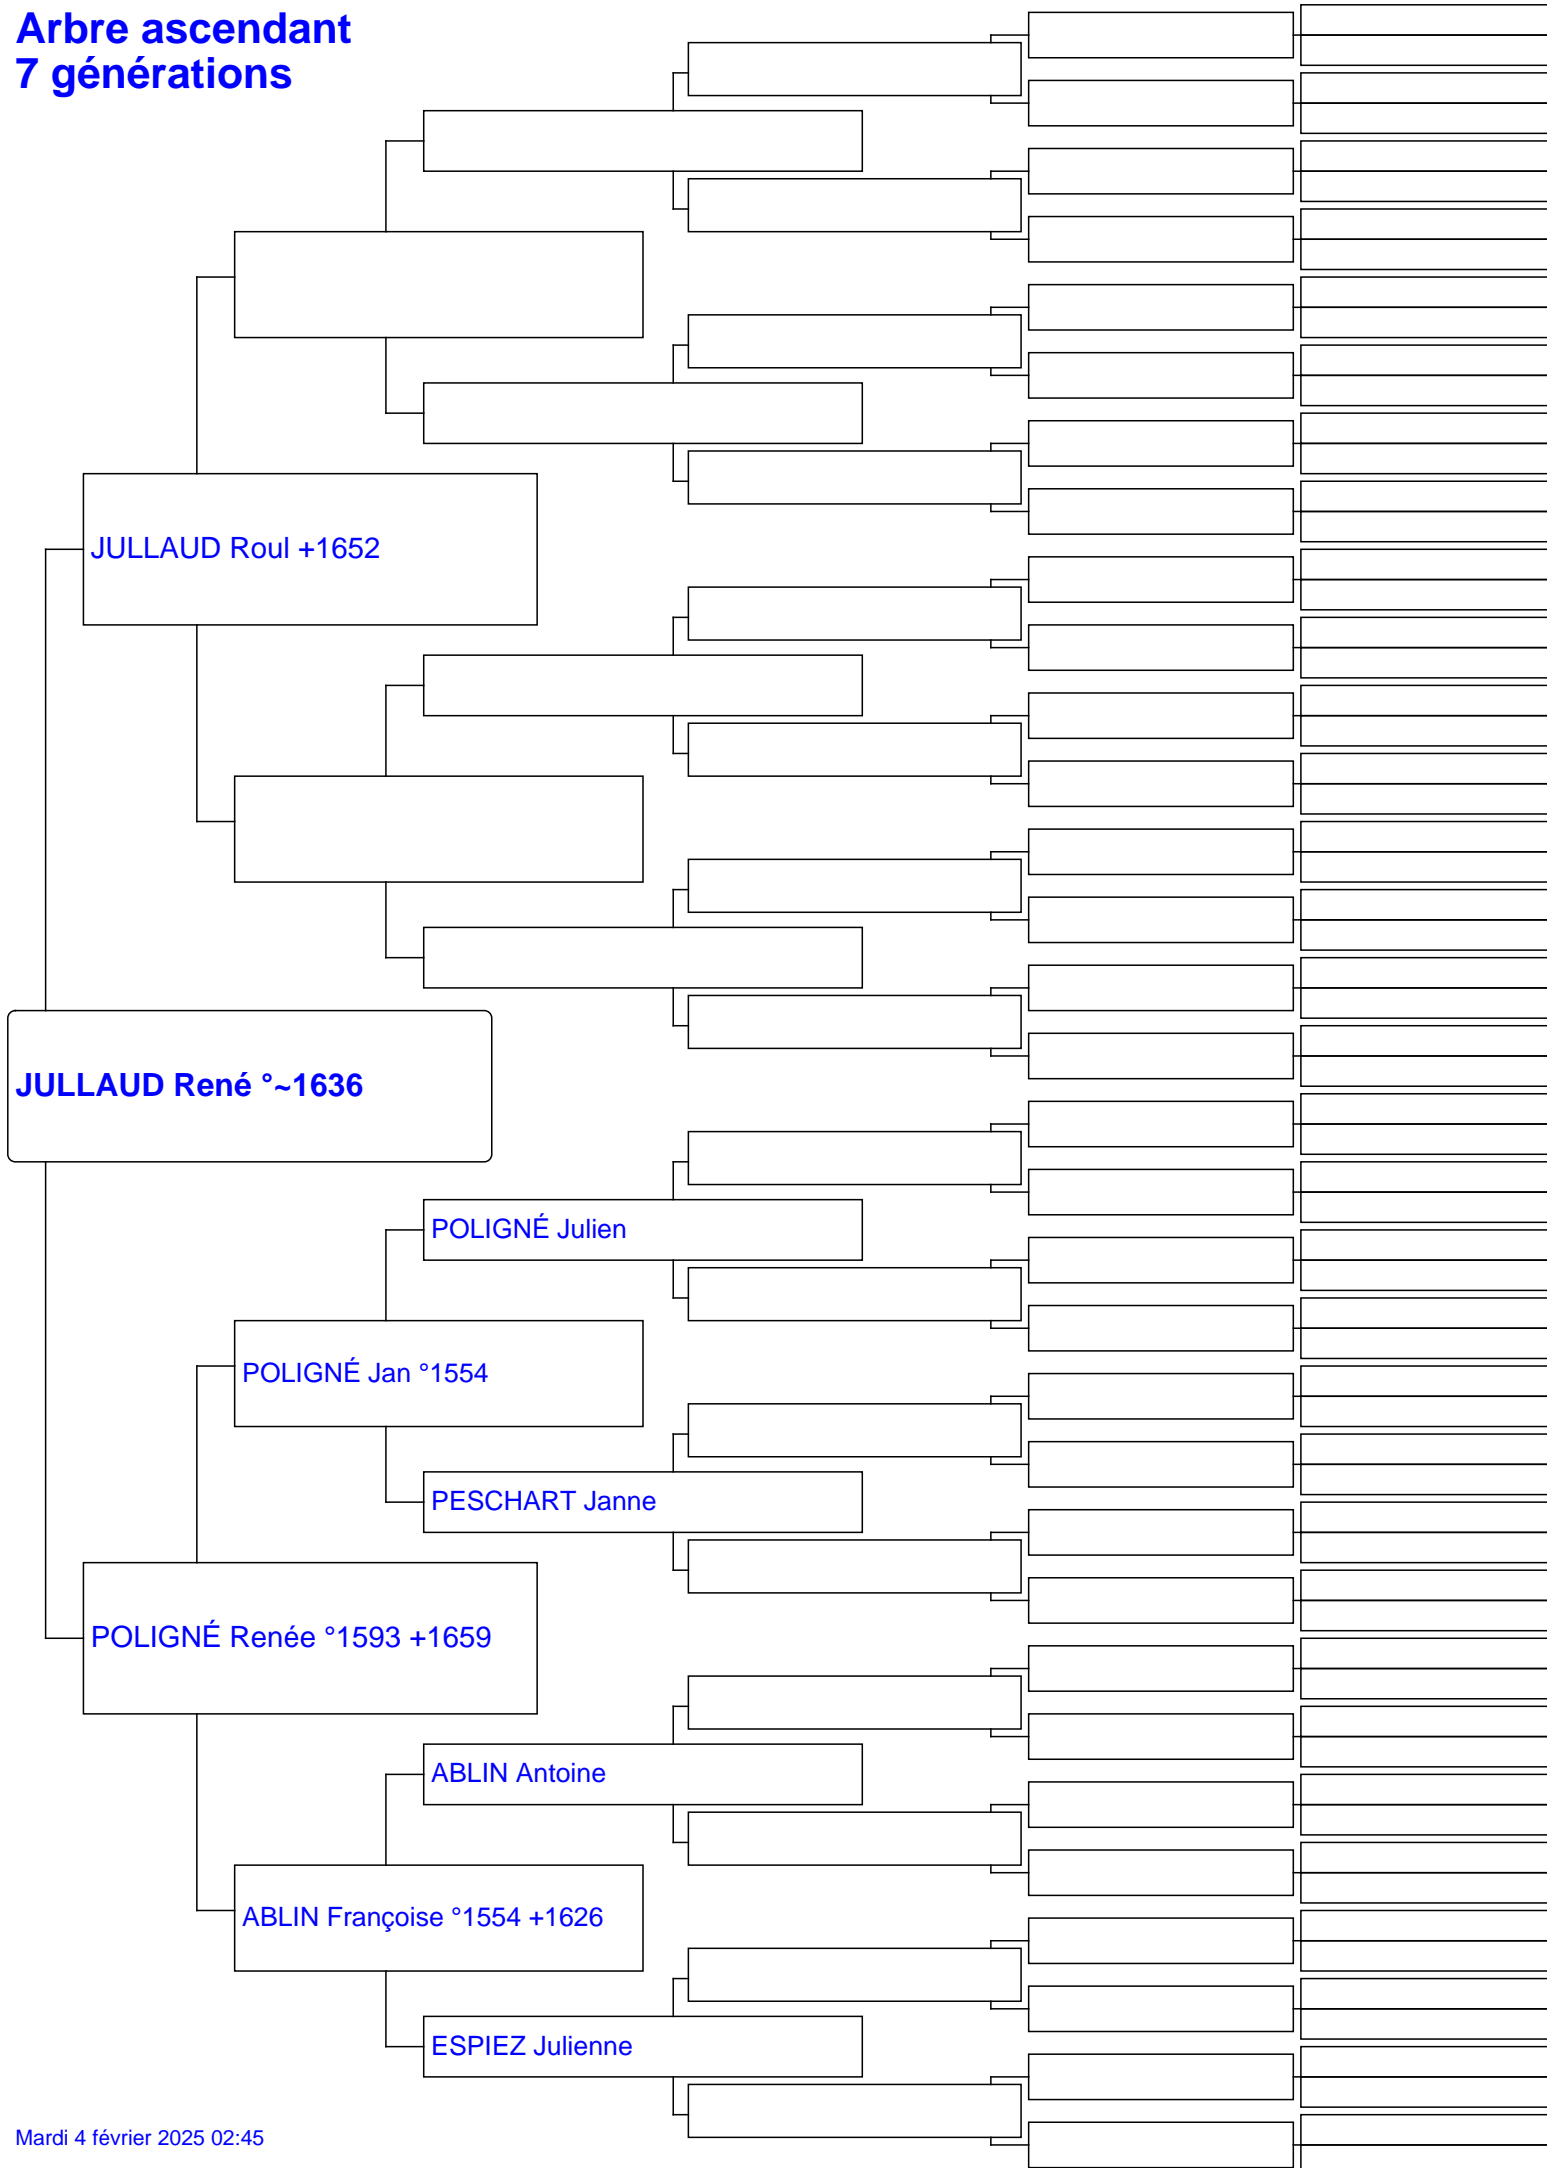 Arbre ascendant
7 générations
JULLAUD Roul +1652
JULLAUD René °~1636
POLIGNÉ Julien
POLIGNÉ Jan °1554
PESCHART Janne
POLIGNÉ Renée °1593 +1659
ABLIN Antoine
ABLIN Françoise °1554 +1626
ESPIEZ Julienne
Mardi 4 février 2025 02:45